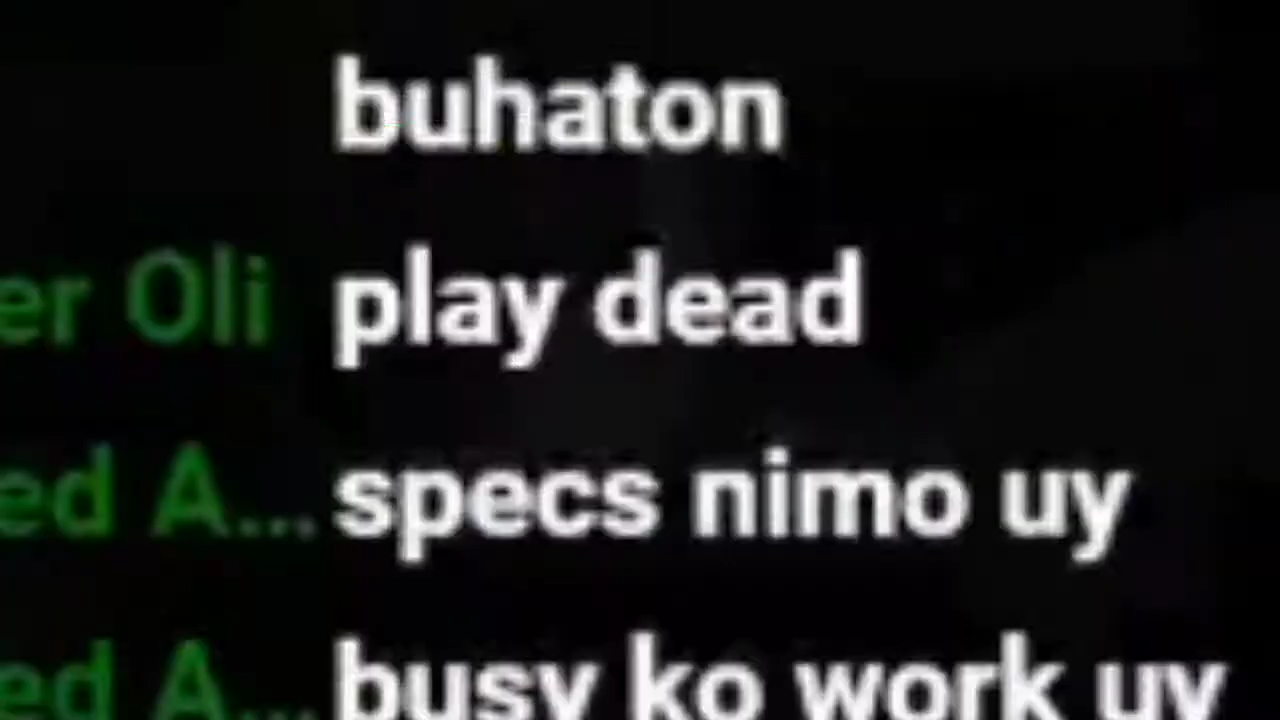 buhaton
er Oli play dead
ed A... specs nimo uy
ed A... busy ko work uy